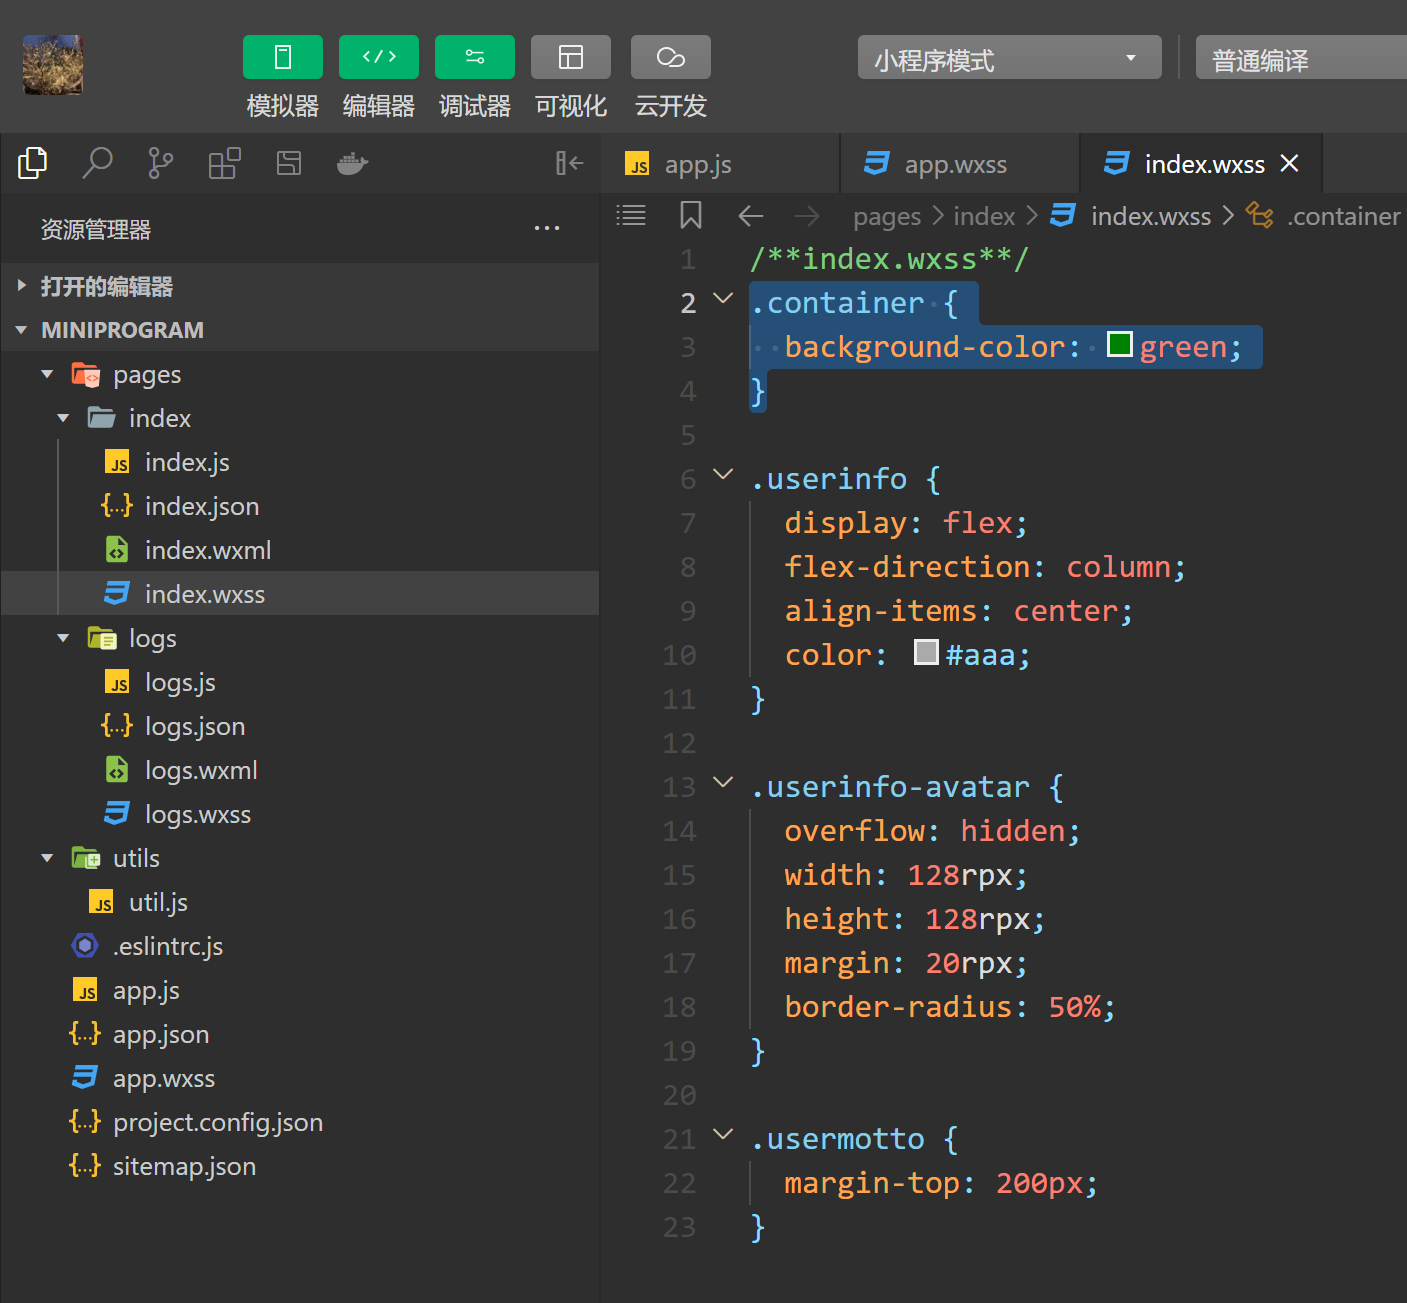 模拟器 编辑器 调试器 可视化 云开发
小程序模式 普通编译
资源管理器 ···
打开的编辑器
MINIPROGRAM
pages
index
index.js
index.json
index.wxml
index.wxss
logs
logs.js
logs.json
logs.wxml
logs.wxss
utils
util.js
.eslintrc.js
app.js
app.json
app.wxss
project.config.json
sitemap.json
app.js app.wxss index.wxss
pages > index > index.wxss > .container
1 /**index.wxss**/
2 .container {
3   background-color: green;
4 }
5
6 .userinfo {
7   display: flex;
8   flex-direction: column;
9   align-items: center;
10   color: #aaa;
11 }
12
13 .userinfo-avatar {
14   overflow: hidden;
15   width: 128rpx;
16   height: 128rpx;
17   margin: 20rpx;
18   border-radius: 50%;
19 }
20
21 .usermotto {
22   margin-top: 200px;
23 }